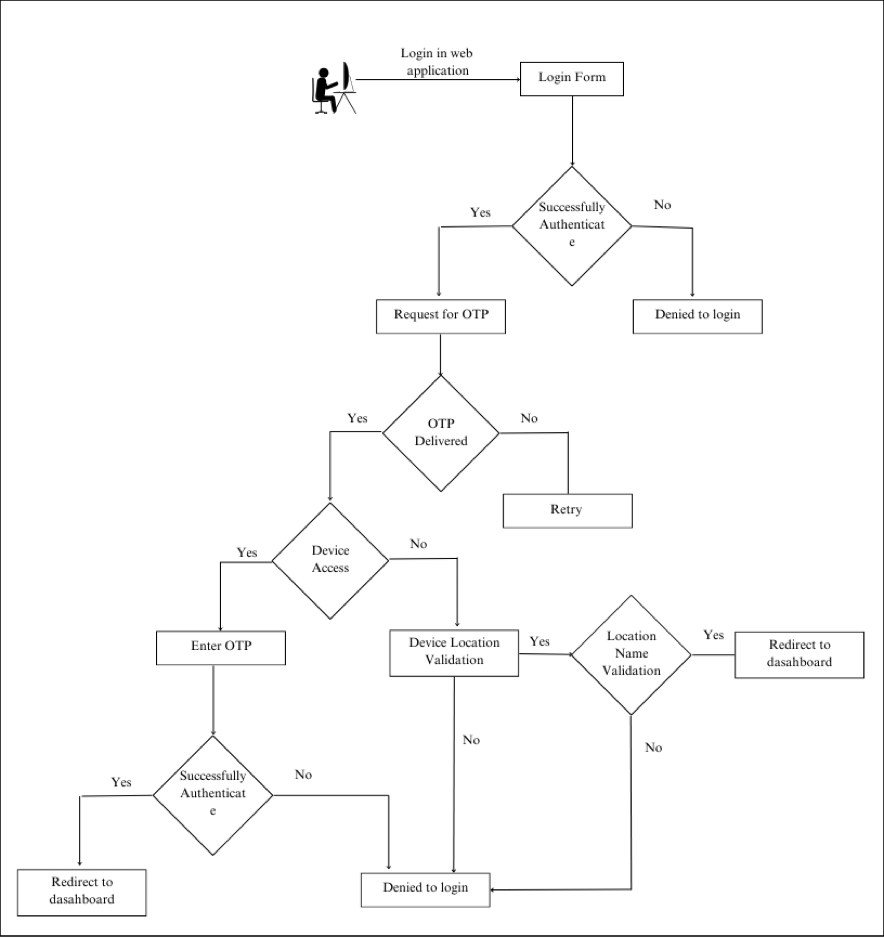 Login in web
application
Login Form
Successfully
Authenticat
e
Yes
No
Request for OTP
Denied to login
OTP
Delivered
Yes
No
Retry
Device
Access
Yes
No
Enter OTP
Device Location
Validation
Yes
Location
Name
Validation
Yes
Redirect to
dasahboard
No
No
Successfully
Authenticat
e
Yes
No
Redirect to
dasahboard
Denied to login